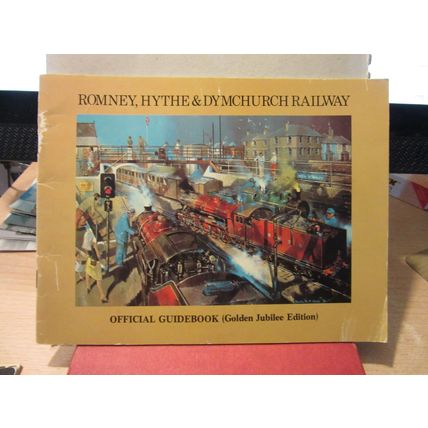 ROMNEY, HYTHE & DYMCHURCH RAILWAY
OFFICIAL GUIDEBOOK (Golden Jubilee Edition)